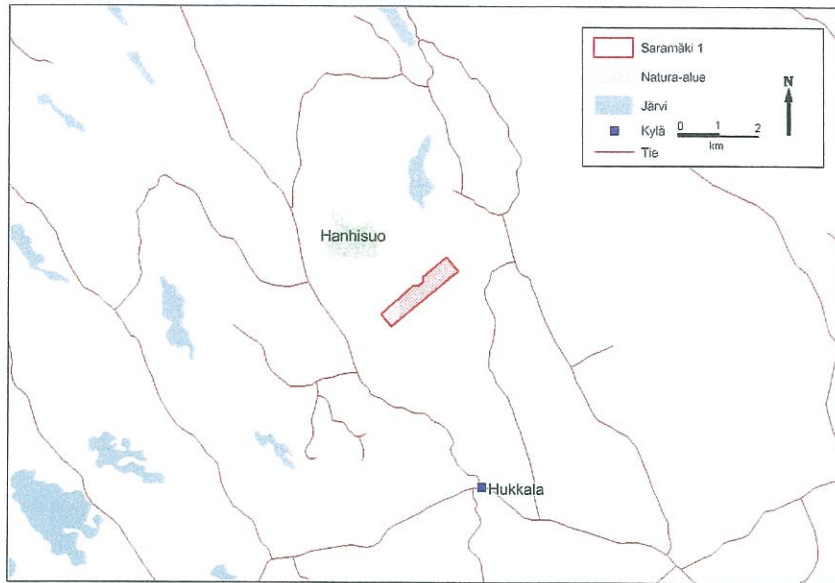 Saramäki 1
Natura-alue
Järvi
Kylä
Tie
0 1 2
km
N
Hanhisuo
Hukkala